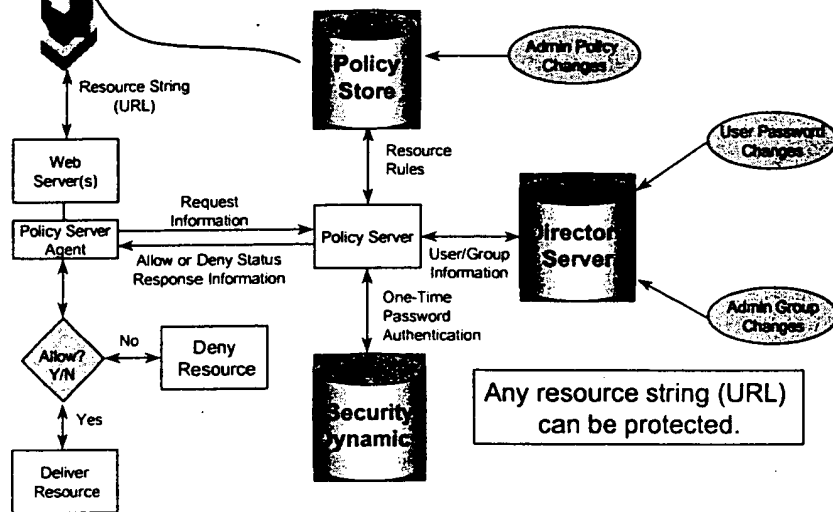 Policy
Store
Admin Policy
Changes
Resource String
(URL)
Web
Server(s)
Resource
Rules
User Password
Changes
Request
Information
Policy Server
Agent
Policy Server
Director
Server
Allow or Deny Status
Response Information
User/Group
Information
One-Time
Password
Authentication
Admin Group
Changes
Allow?
Y/N
No
Deny
Resource
Yes
Security
Dynamic
Any resource string (URL)
can be protected.
Deliver
Resource